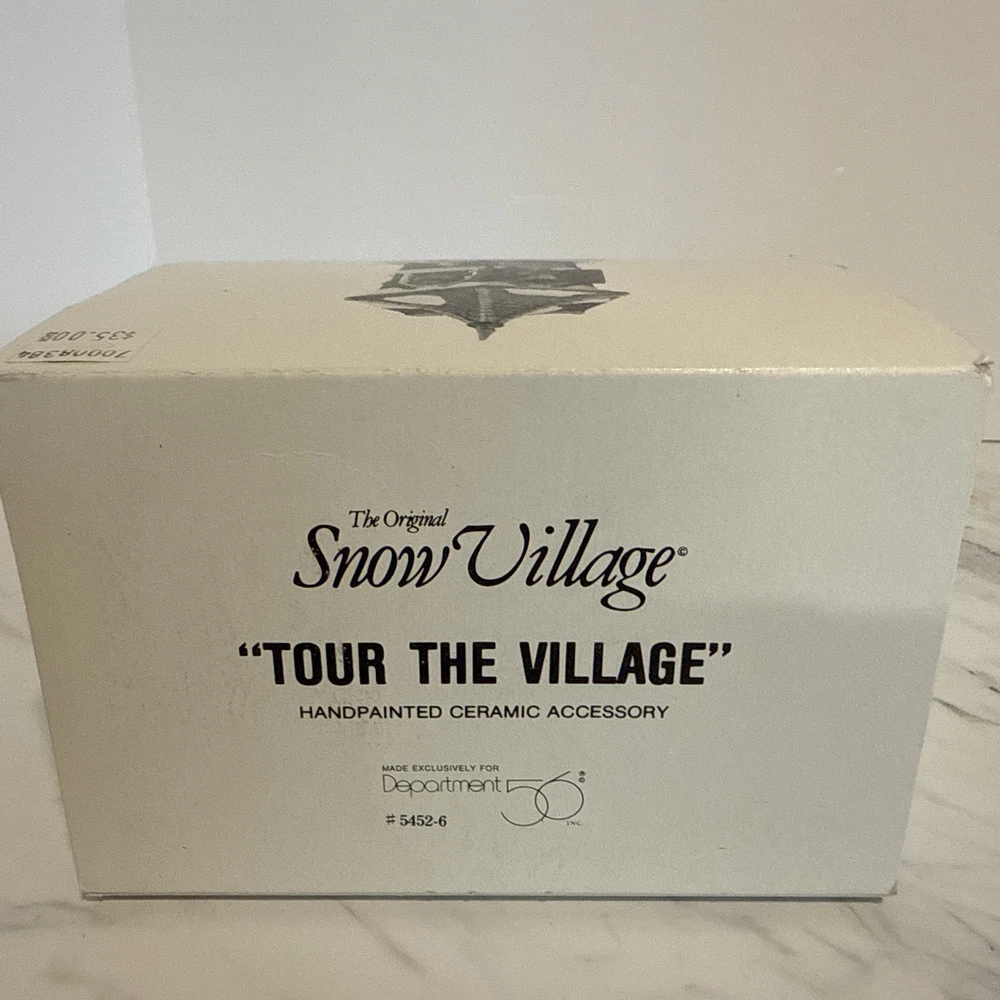 $35.00
The Original
Snow Village©
“TOUR THE VILLAGE”
HANDPAINTED CERAMIC ACCESSORY
MADE EXCLUSIVELY FOR
Department 56
INC.
# 5452-6